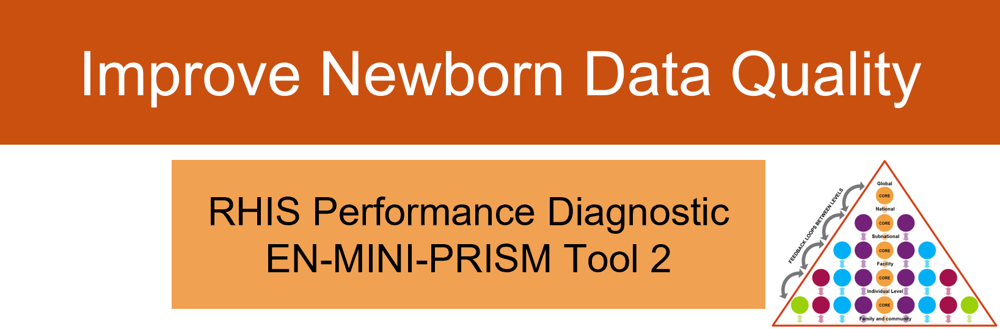 Improve Newborn Data Quality
RHIS Performance Diagnostic
EN-MINI-PRISM Tool 2
FEEDBACK LOOPS BETWEEN LEVELS
Global
CORE
National
CORE
Subnational
CORE
Facility
CORE
Individual Level
CORE
Family and community